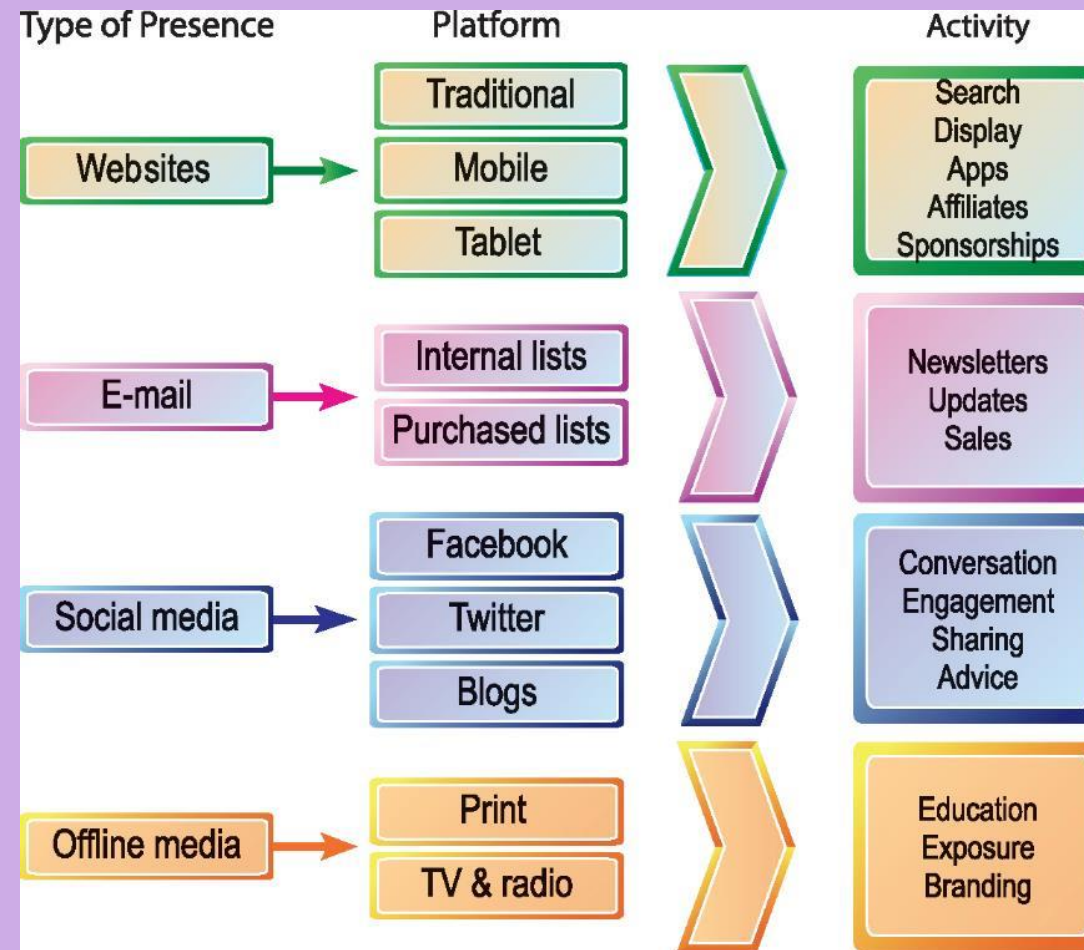 Type of Presence
Platform
Activity
Websites
Traditional
Mobile
Tablet
Search
Display
Apps
Affiliates
Sponsorships
E-mail
Internal lists
Purchased lists
Newsletters
Updates
Sales
Social media
Facebook
Twitter
Blogs
Conversation
Engagement
Sharing
Advice
Offline media
Print
TV & radio
Education
Exposure
Branding